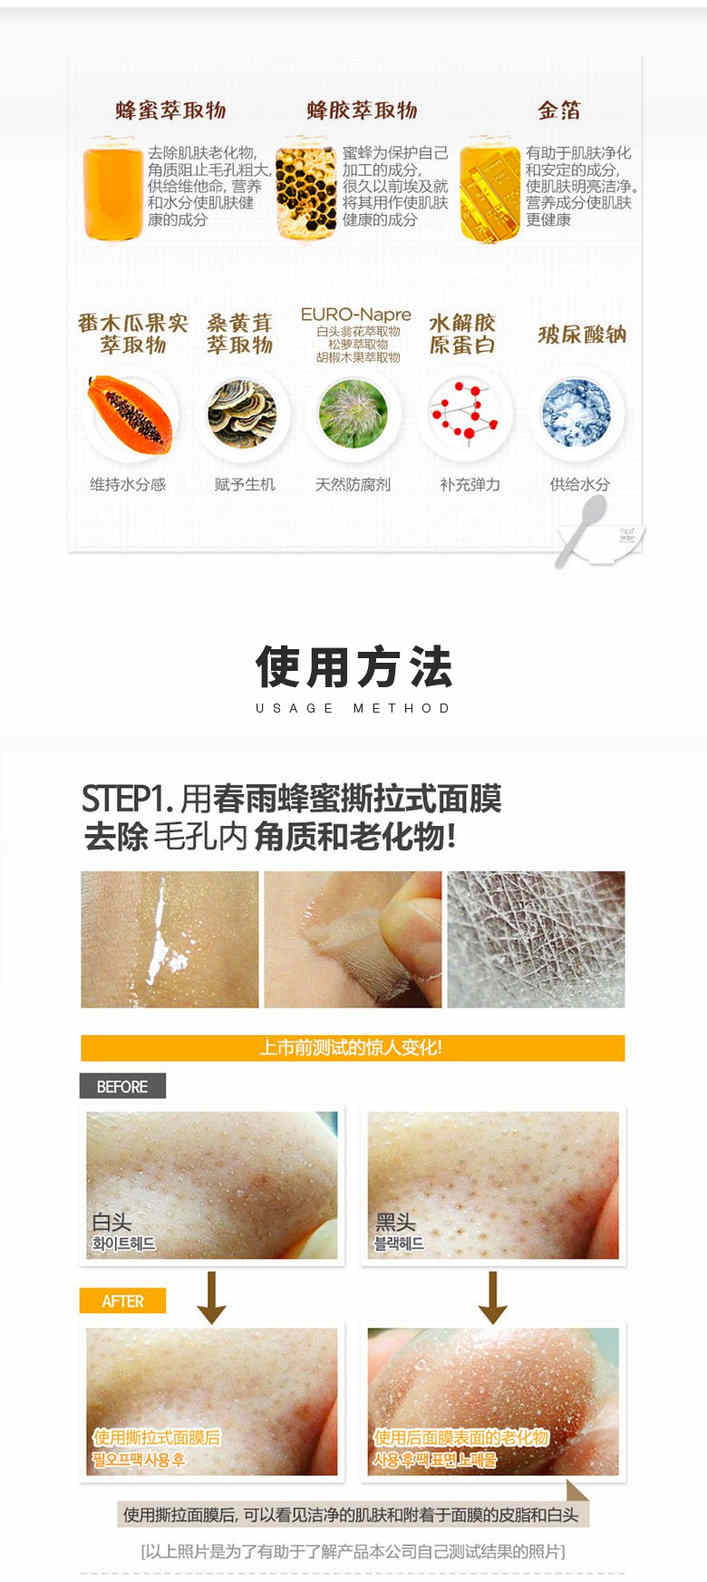 蜂蜜萃取物
去除肌肤老化物,
角质阻止毛孔粗大,
供给维他命, 营养
和水分使肌肤健
康的成分
蜂胶萃取物
蜜蜂为保护自己
加工的成分,
很久以前埃及就
将其用作使肌肤
健康的成分
金箔
有助于肌肤净化
和安定的成分,
使肌肤明亮洁净。
营养成分使肌肤
更健康
番木瓜果实
萃取物
维持水分感
桑黄茸
萃取物
赋予生机
EURO-Napre
白头翁花萃取物
松萝萃取物
胡椒木果萃取物
天然防腐剂
水解胶
原蛋白
补充弹力
玻尿酸钠
供给水分
使用方法
USAGE METHOD
STEP1. 用春雨蜂蜜撕拉式面膜
去除 毛孔内 角质和老化物!
上市前测试的惊人变化!
BEFORE
白头
화이트헤드
黑头
블랙헤드
AFTER
使用撕拉式面膜后
필오프팩 사용 후
使用后面膜表面的老化物
사용 후 팩 표면 노폐물
使用撕拉面膜后, 可以看见洁净的肌肤和附着于面膜的皮脂和白头
[以上照片是为了有助于了解产品本公司自己测试结果的照片]